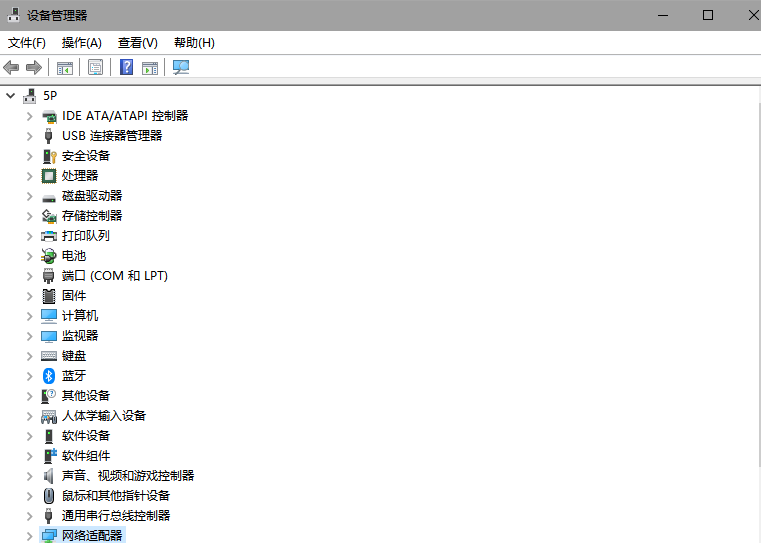 设备管理器
文件(F) 操作(A) 查看(V) 帮助(H)
5P
IDE ATA/ATAPI 控制器
USB 连接器管理器
安全设备
处理器
磁盘驱动器
存储控制器
打印队列
电池
端口 (COM 和 LPT)
固件
计算机
监视器
键盘
蓝牙
其他设备
人体学输入设备
软件设备
软件组件
声音、视频和游戏控制器
鼠标和其他指针设备
通用串行总线控制器
网络适配器